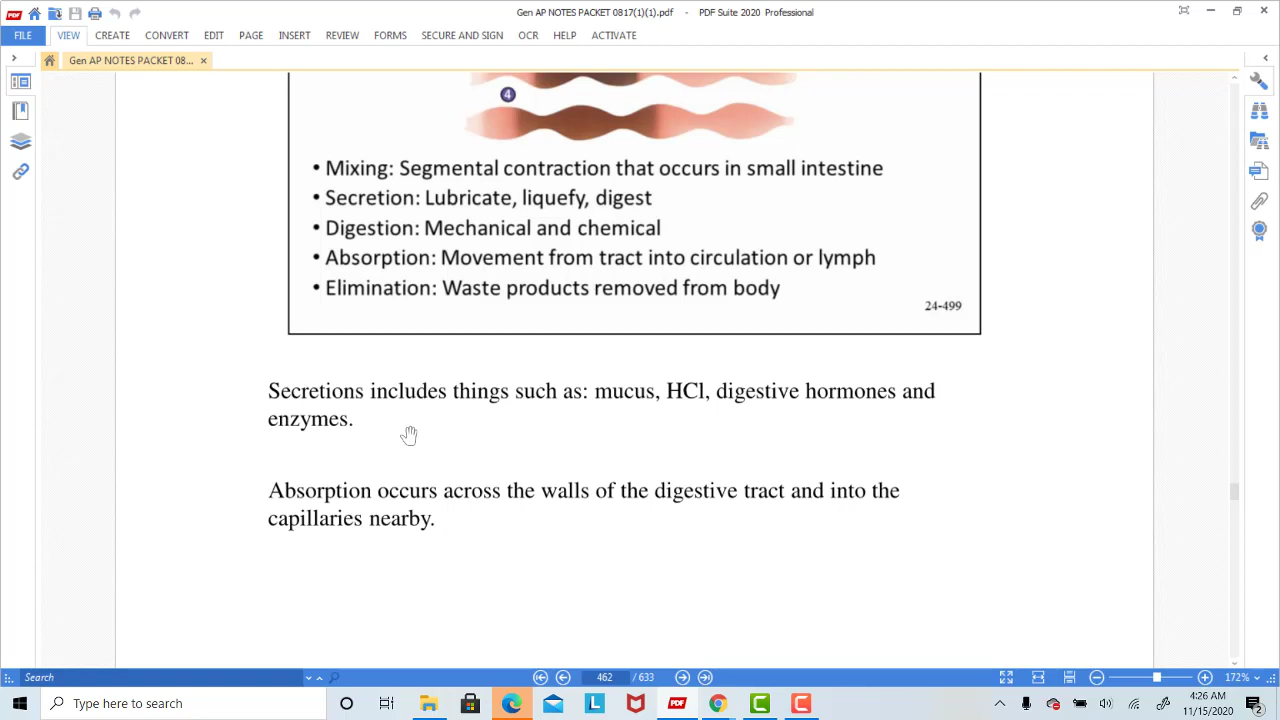 Gen AP NOTES PACKET 0817(1)(1).pdf - PDF Suite 2020 Professional
FILE VIEW CREATE CONVERT EDIT PAGE INSERT REVIEW FORMS SECURE AND SIGN OCR HELP ACTIVATE
Gen AP NOTES PACKET 08...
4
• Mixing: Segmental contraction that occurs in small intestine
• Secretion: Lubricate, liquefy, digest
• Digestion: Mechanical and chemical
• Absorption: Movement from tract into circulation or lymph
• Elimination: Waste products removed from body
24-499
Secretions includes things such as: mucus, HCl, digestive hormones and
enzymes.
Absorption occurs across the walls of the digestive tract and into the
capillaries nearby.
Search 462 / 633 172%
Type here to search
4:26 AM
11/15/2020
2